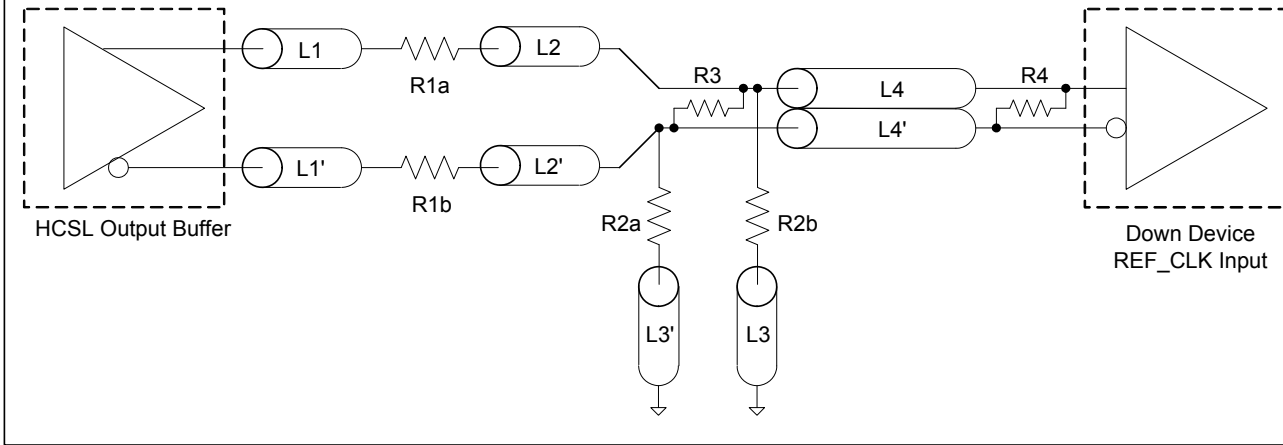 L1
R1a
L2
R3
L4
R4
L4'
L1'
R1b
L2'
HCSL Output Buffer
R2a
R2b
Down Device
REF_CLK Input
L3'
L3